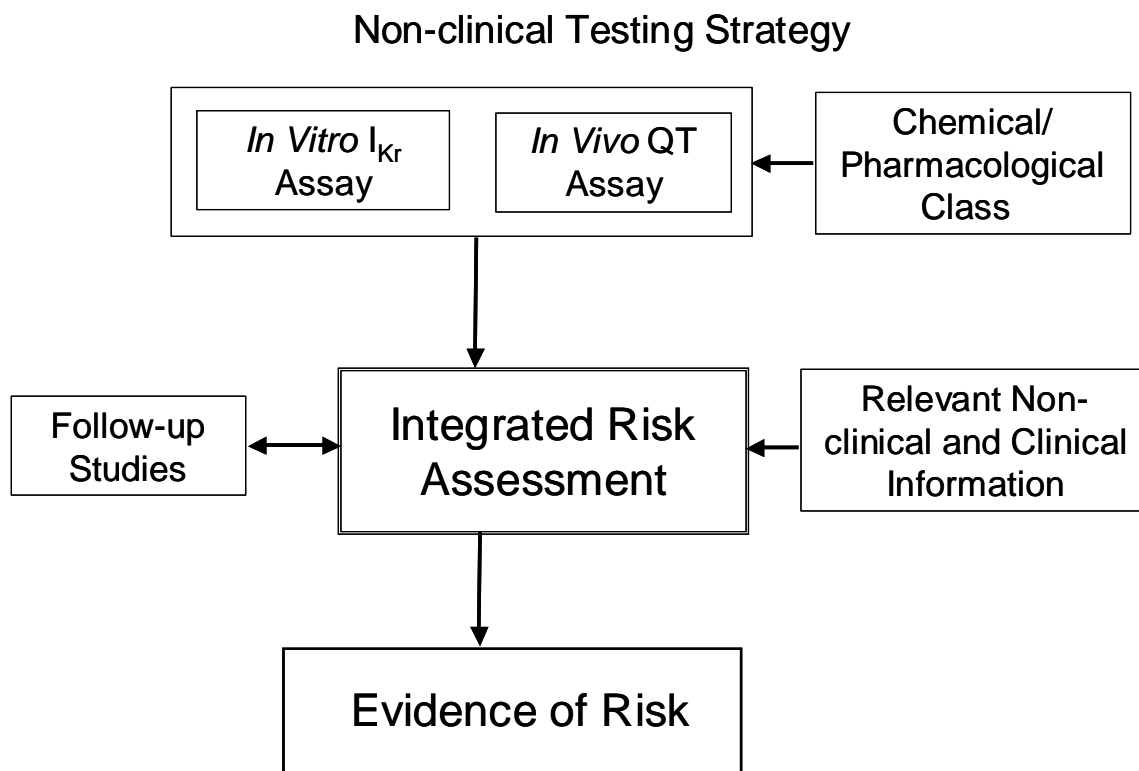 Non-clinical Testing Strategy
In Vitro I_Kr
Assay
In Vivo QT
Assay
Chemical/
Pharmacological
Class
Follow-up
Studies
Integrated Risk
Assessment
Relevant Non-
clinical and Clinical
Information
Evidence of Risk